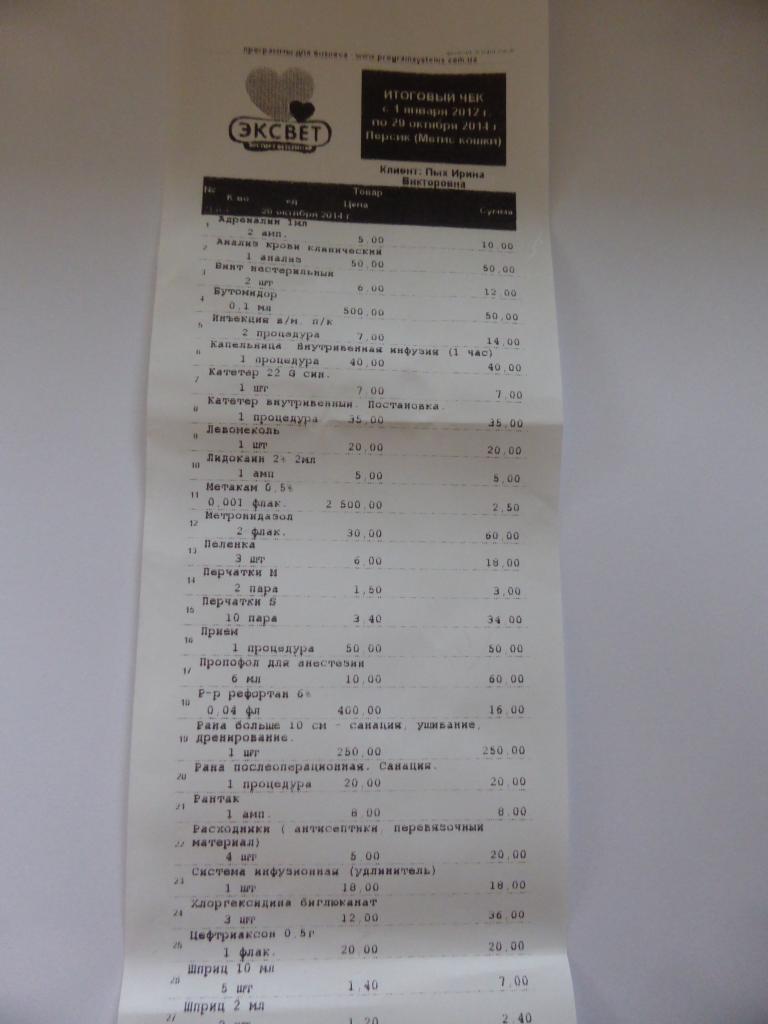 программы для бизнеса - www.programsystems.com.ua
ЭКСВЕТ
ИТОГОВЫЙ ЧЕК
с 1 января 2012 г.
по 29 октября 2014 г
Персик (Метис кошки)
Клиент: Пых Ирина
Викторовна
№ Товар
К во ед Цена Сумма
28 октября 2014 г
1 Адреналин 1мл
2 амп. 5,00 10,00
2 Анализ крови клинический
1 анализ 50,00 50,00
3 Бинт нестерильный
2 шт 6,00 12,00
4 Бутомидор
0,1 мл 500,00 50,00
5 Инъекция в/м, п/к
2 процедура 7,00 14,00
6 Капельница Внутривенная инфузия (1 час)
1 процедура 40,00 40,00
7 Катетер 22 G син.
1 шт 7,00 7,00
8 Катетер внутривенный. Постановка.
1 процедура 35,00 35,00
9 Левомеколь
1 шт 20,00 20,00
10 Лидокаин 2% 2мл
1 амп 5,00 5,00
11 Метакам 0,5%
0,001 флак. 2 500,00 2,50
12 Метронидазол
2 флак. 30,00 60,00
13 Пеленка
3 шт 6,00 18,00
14 Перчатки M
2 пара 1,50 3,00
15 Перчатки S
10 пара 3,40 34,00
16 Прием
1 процедура 50,00 50,00
17 Пропофол для анестезии
6 мл 10,00 60,00
18 Р-р рефортан 6%
0,04 фл 400,00 16,00
Рана больше 10 см - санация, ушивание,
19 дренирование.
1 шт 250,00 250,00
20 Рана послеоперационная. Санация.
1 процедура 20,00 20,00
21 Рантак
1 амп. 8,00 8,00
Расходники ( антисептики, перевязочный
22 материал)
4 шт 5,00 20,00
23 Система инфузионная (удлинитель)
1 шт 18,00 18,00
24 Хлоргексидина биглюканат
3 шт 12,00 36,00
25 Цефтриаксон 0,5г
1 флак. 20,00 20,00
26 Шприц 10 мл
5 шт 1,40 7,00
27 Шприц 2 мл
2 шт 1,20 2,40